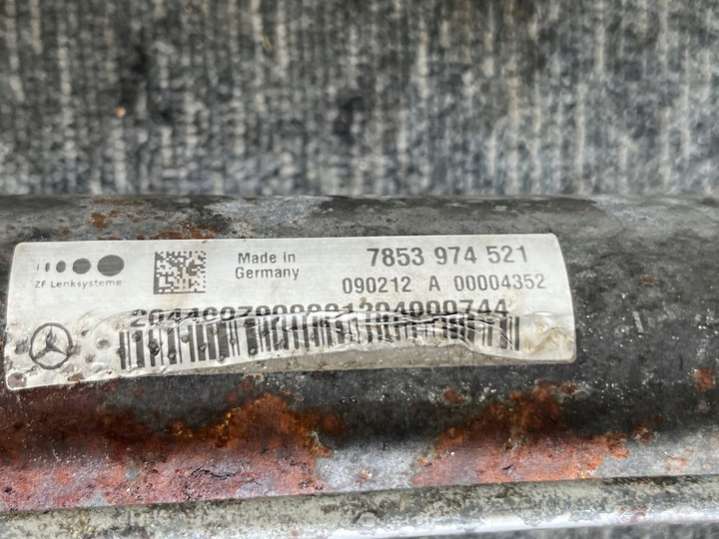 ZF Lenksysteme
Made in
Germany
7853 974 521
090212 A 00004352